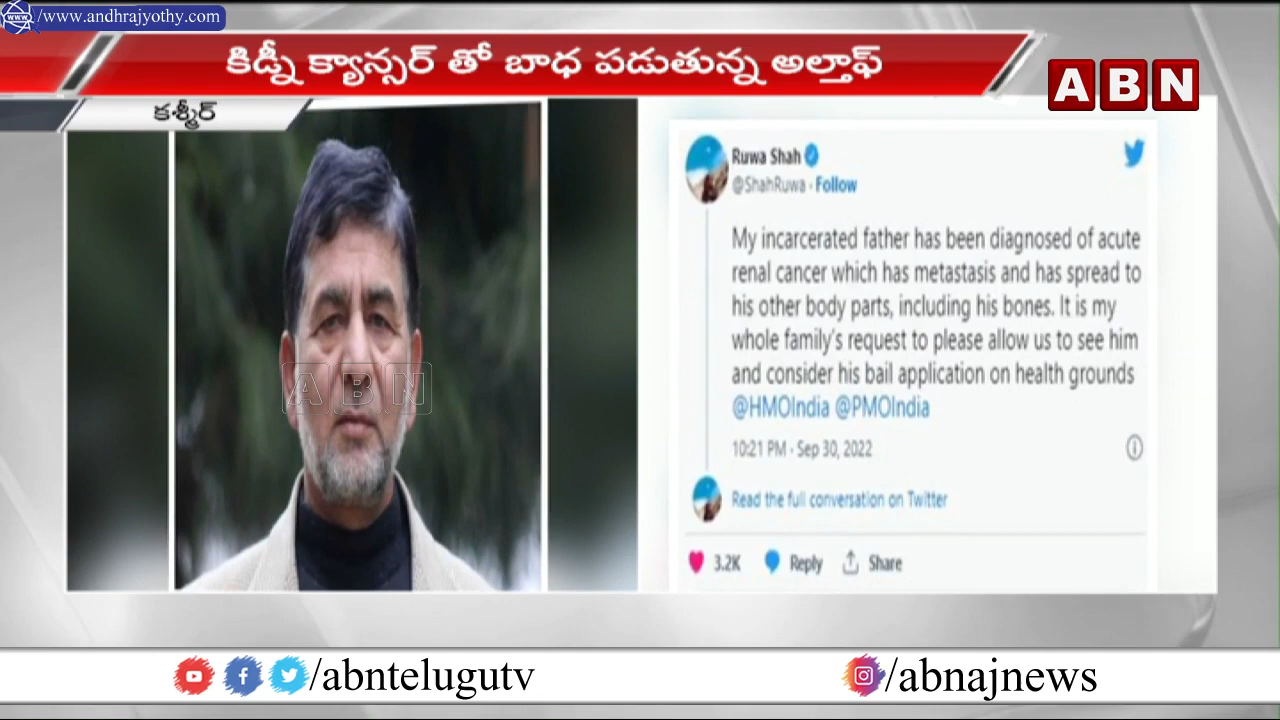 www /www.andhrajyothy.com
కిడ్నీ క్యాన్సర్ తో బాధ పడుతున్న అల్తాఫ్
ABN
కశ్మీర్
Ruwa Shah
@ShahRuwa · Follow
My incarcerated father has been diagnosed of acute
renal cancer which has metastasis and has spread to
his other body parts, including his bones. It is my
whole family's request to please allow us to see him
and consider his bail application on health grounds
@HMOIndia @PMOIndia
10:21 PM · Sep 30, 2022
Read the full conversation on Twitter
3.2K Reply Share
ABN
/abntelugutv
/abnajnews